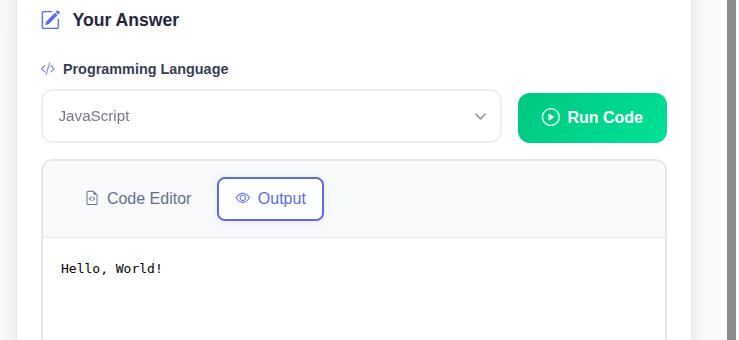 Your Answer
Programming Language
JavaScript
Run Code
Code Editor
Output
Hello, World!